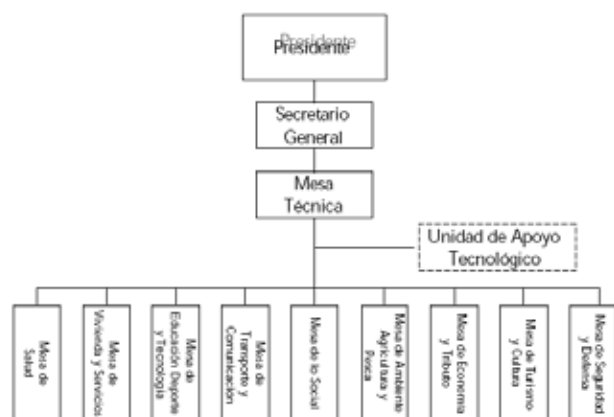 Presidente
Presidente
Secretario
General
Mesa
Técnica
Unidad de Apoyo
Tecnológico
Mesa de
Salud
Mesa de
Vivienda y Servicios
Mesa de
Educación Deporte
y Tecnología
Mesa de
Transporte y
Comunicación
Mesa de lo Social
Mesa de Ambiente
Agricultura y
Pesca
Mesa de Economía
y Tributo
Mesa de Turismo
y Cultura
Mesa de Seguridad
y Defensa